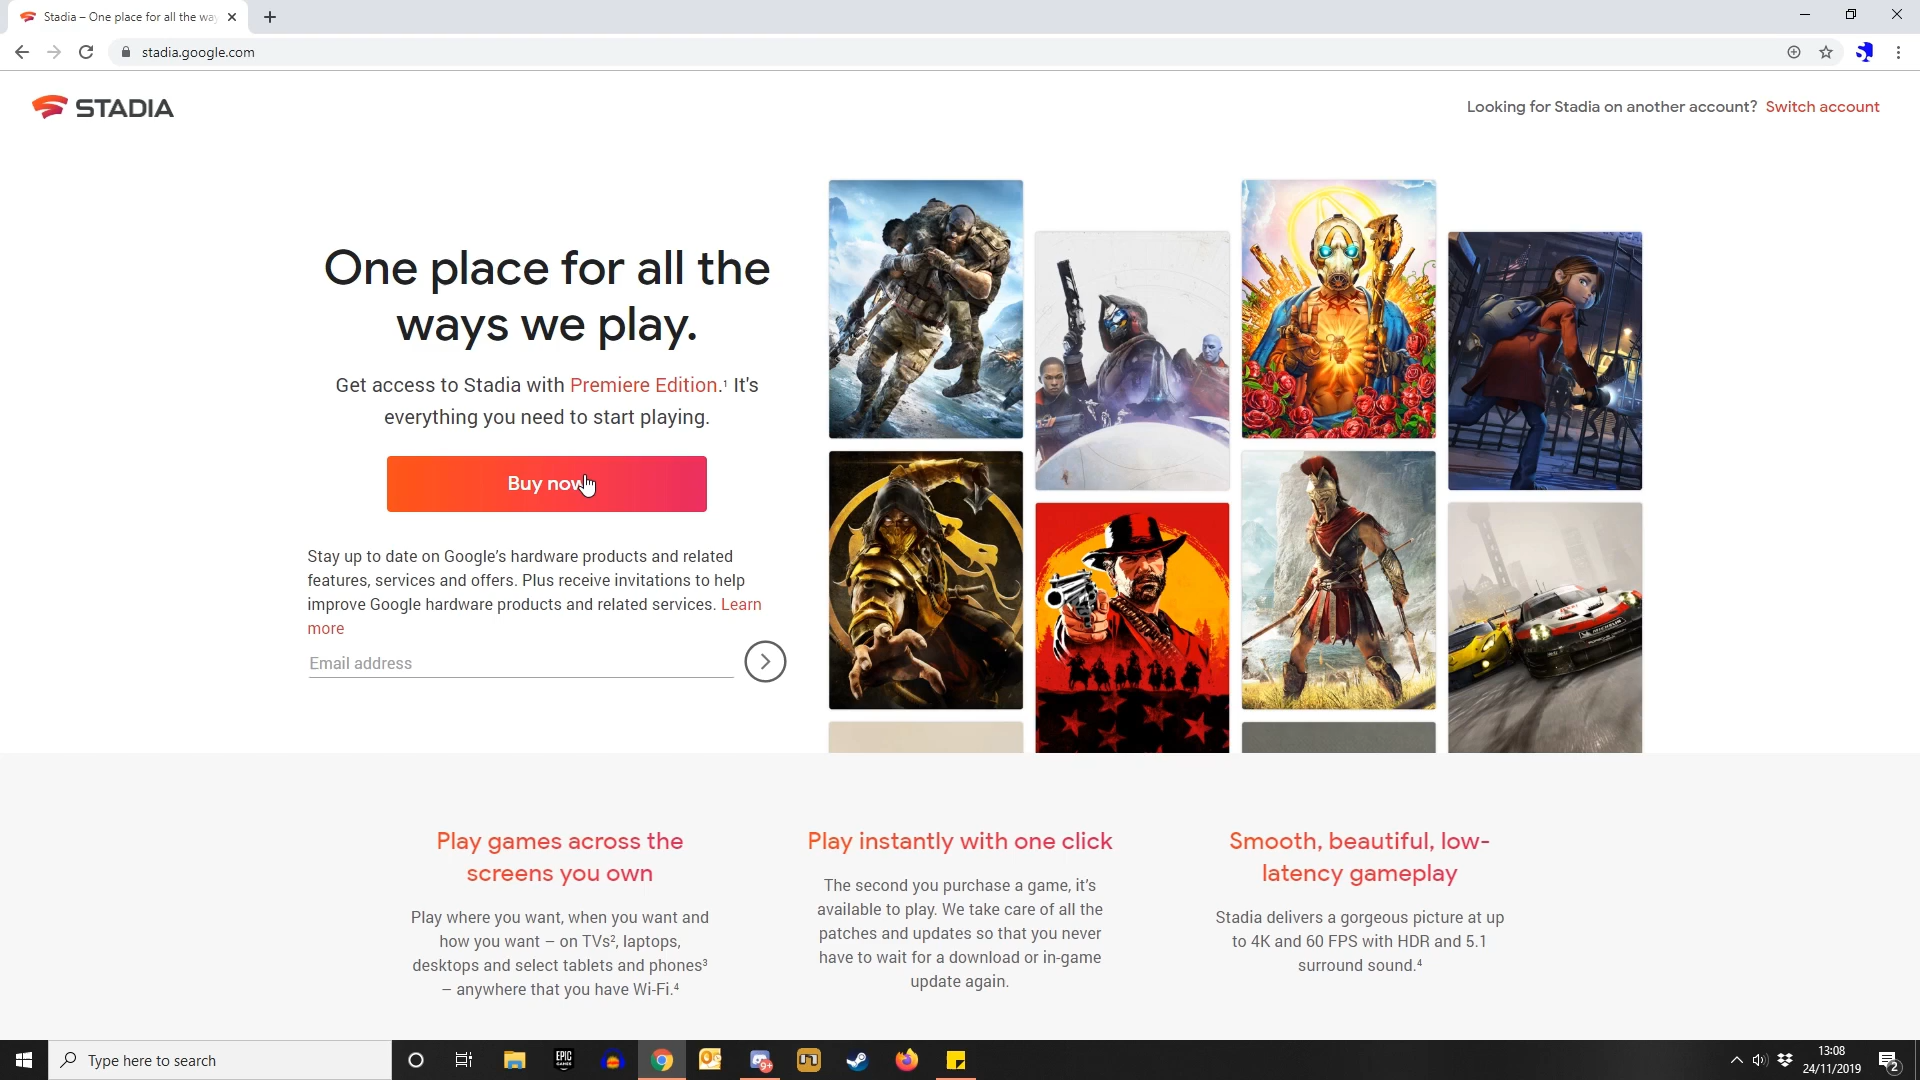 Stadia – One place for all the way
stadia.google.com
STADIA
Looking for Stadia on another account? Switch account
One place for all the
ways we play.
Get access to Stadia with Premiere Edition.¹ It's
everything you need to start playing.
Buy now
Stay up to date on Google's hardware products and related
features, services and offers. Plus receive invitations to help
improve Google hardware products and related services. Learn
more
Email address
Play games across the
screens you own
Play where you want, when you want and
how you want – on TVs², laptops,
desktops and select tablets and phones³
– anywhere that you have Wi-Fi.⁴
Play instantly with one click
The second you purchase a game, it's
available to play. We take care of all the
patches and updates so that you never
have to wait for a download or in-game
update again.
Smooth, beautiful, low-
latency gameplay
Stadia delivers a gorgeous picture at up
to 4K and 60 FPS with HDR and 5.1
surround sound.⁴
Type here to search
EPIC
GAMES
9+
13:08
24/11/2019
2